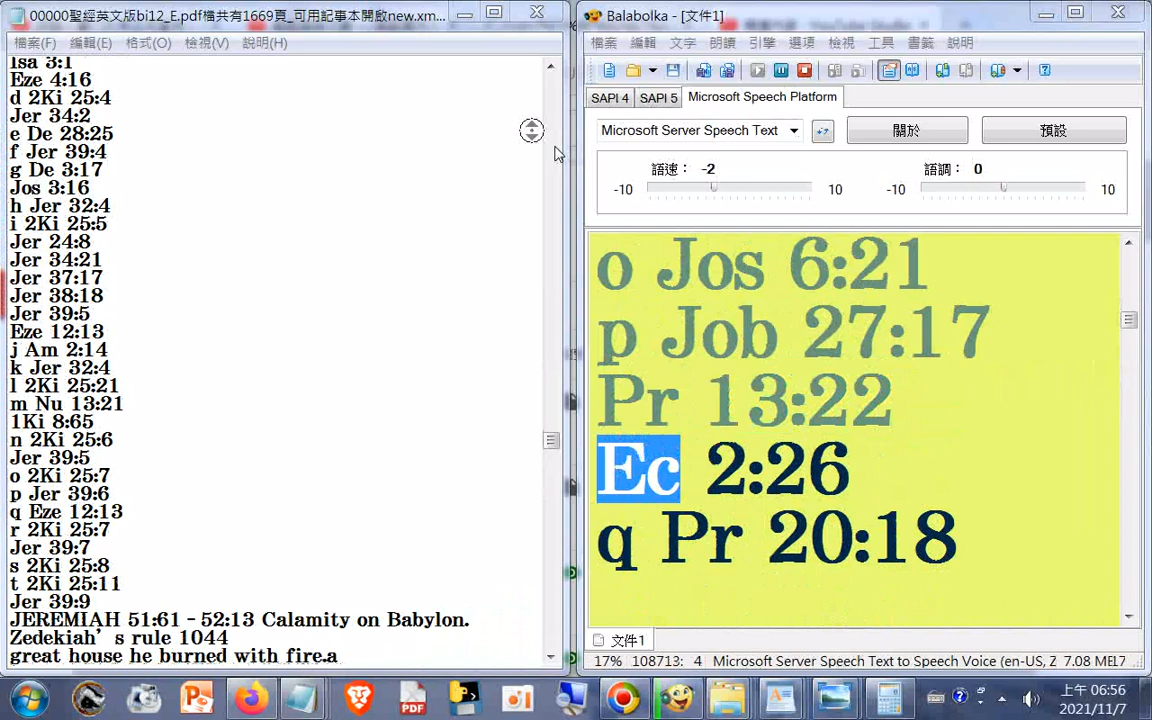 00000聖經英文版bi12_E.pdf檔共有1669頁_可用記事本開啟new.xm...
檔案(F) 編輯(E) 格式(O) 檢視(V) 說明(H)
Isa 3:1
Eze 4:16
d 2Ki 25:4
Jer 34:2
e De 28:25
f Jer 39:4
g De 3:17
Jos 3:16
h Jer 32:4
i 2Ki 25:5
Jer 24:8
Jer 34:21
Jer 37:17
Jer 38:18
Jer 39:5
Eze 12:13
j Am 2:14
k Jer 32:4
l 2Ki 25:21
m Nu 13:21
1Ki 8:65
n 2Ki 25:6
Jer 39:5
o 2Ki 25:7
p Jer 39:6
q Eze 12:13
r 2Ki 25:7
Jer 39:7
s 2Ki 25:8
t 2Ki 25:11
Jer 39:9
JEREMIAH 51:61 - 52:13 Calamity on Babylon.
Zedekiah’s rule 1044
great house he burned with fire.a
Balabolka - [文件1]
檔案 編輯 文字 朗讀 引擎 選項 檢視 工具 書籤 說明
SAPI 4 SAPI 5 Microsoft Speech Platform
Microsoft Server Speech Text 關於 預設
語速： -2 語調： 0
-10 10 -10 10
o Jos 6:21
p Job 27:17
Pr 13:22
Ec 2:26
q Pr 20:18
文件1
17% 108713: 4 Microsoft Server Speech Text to Speech Voice (en-US, Z 7.08 MEL7
PDF
上午 06:56
2021/11/7